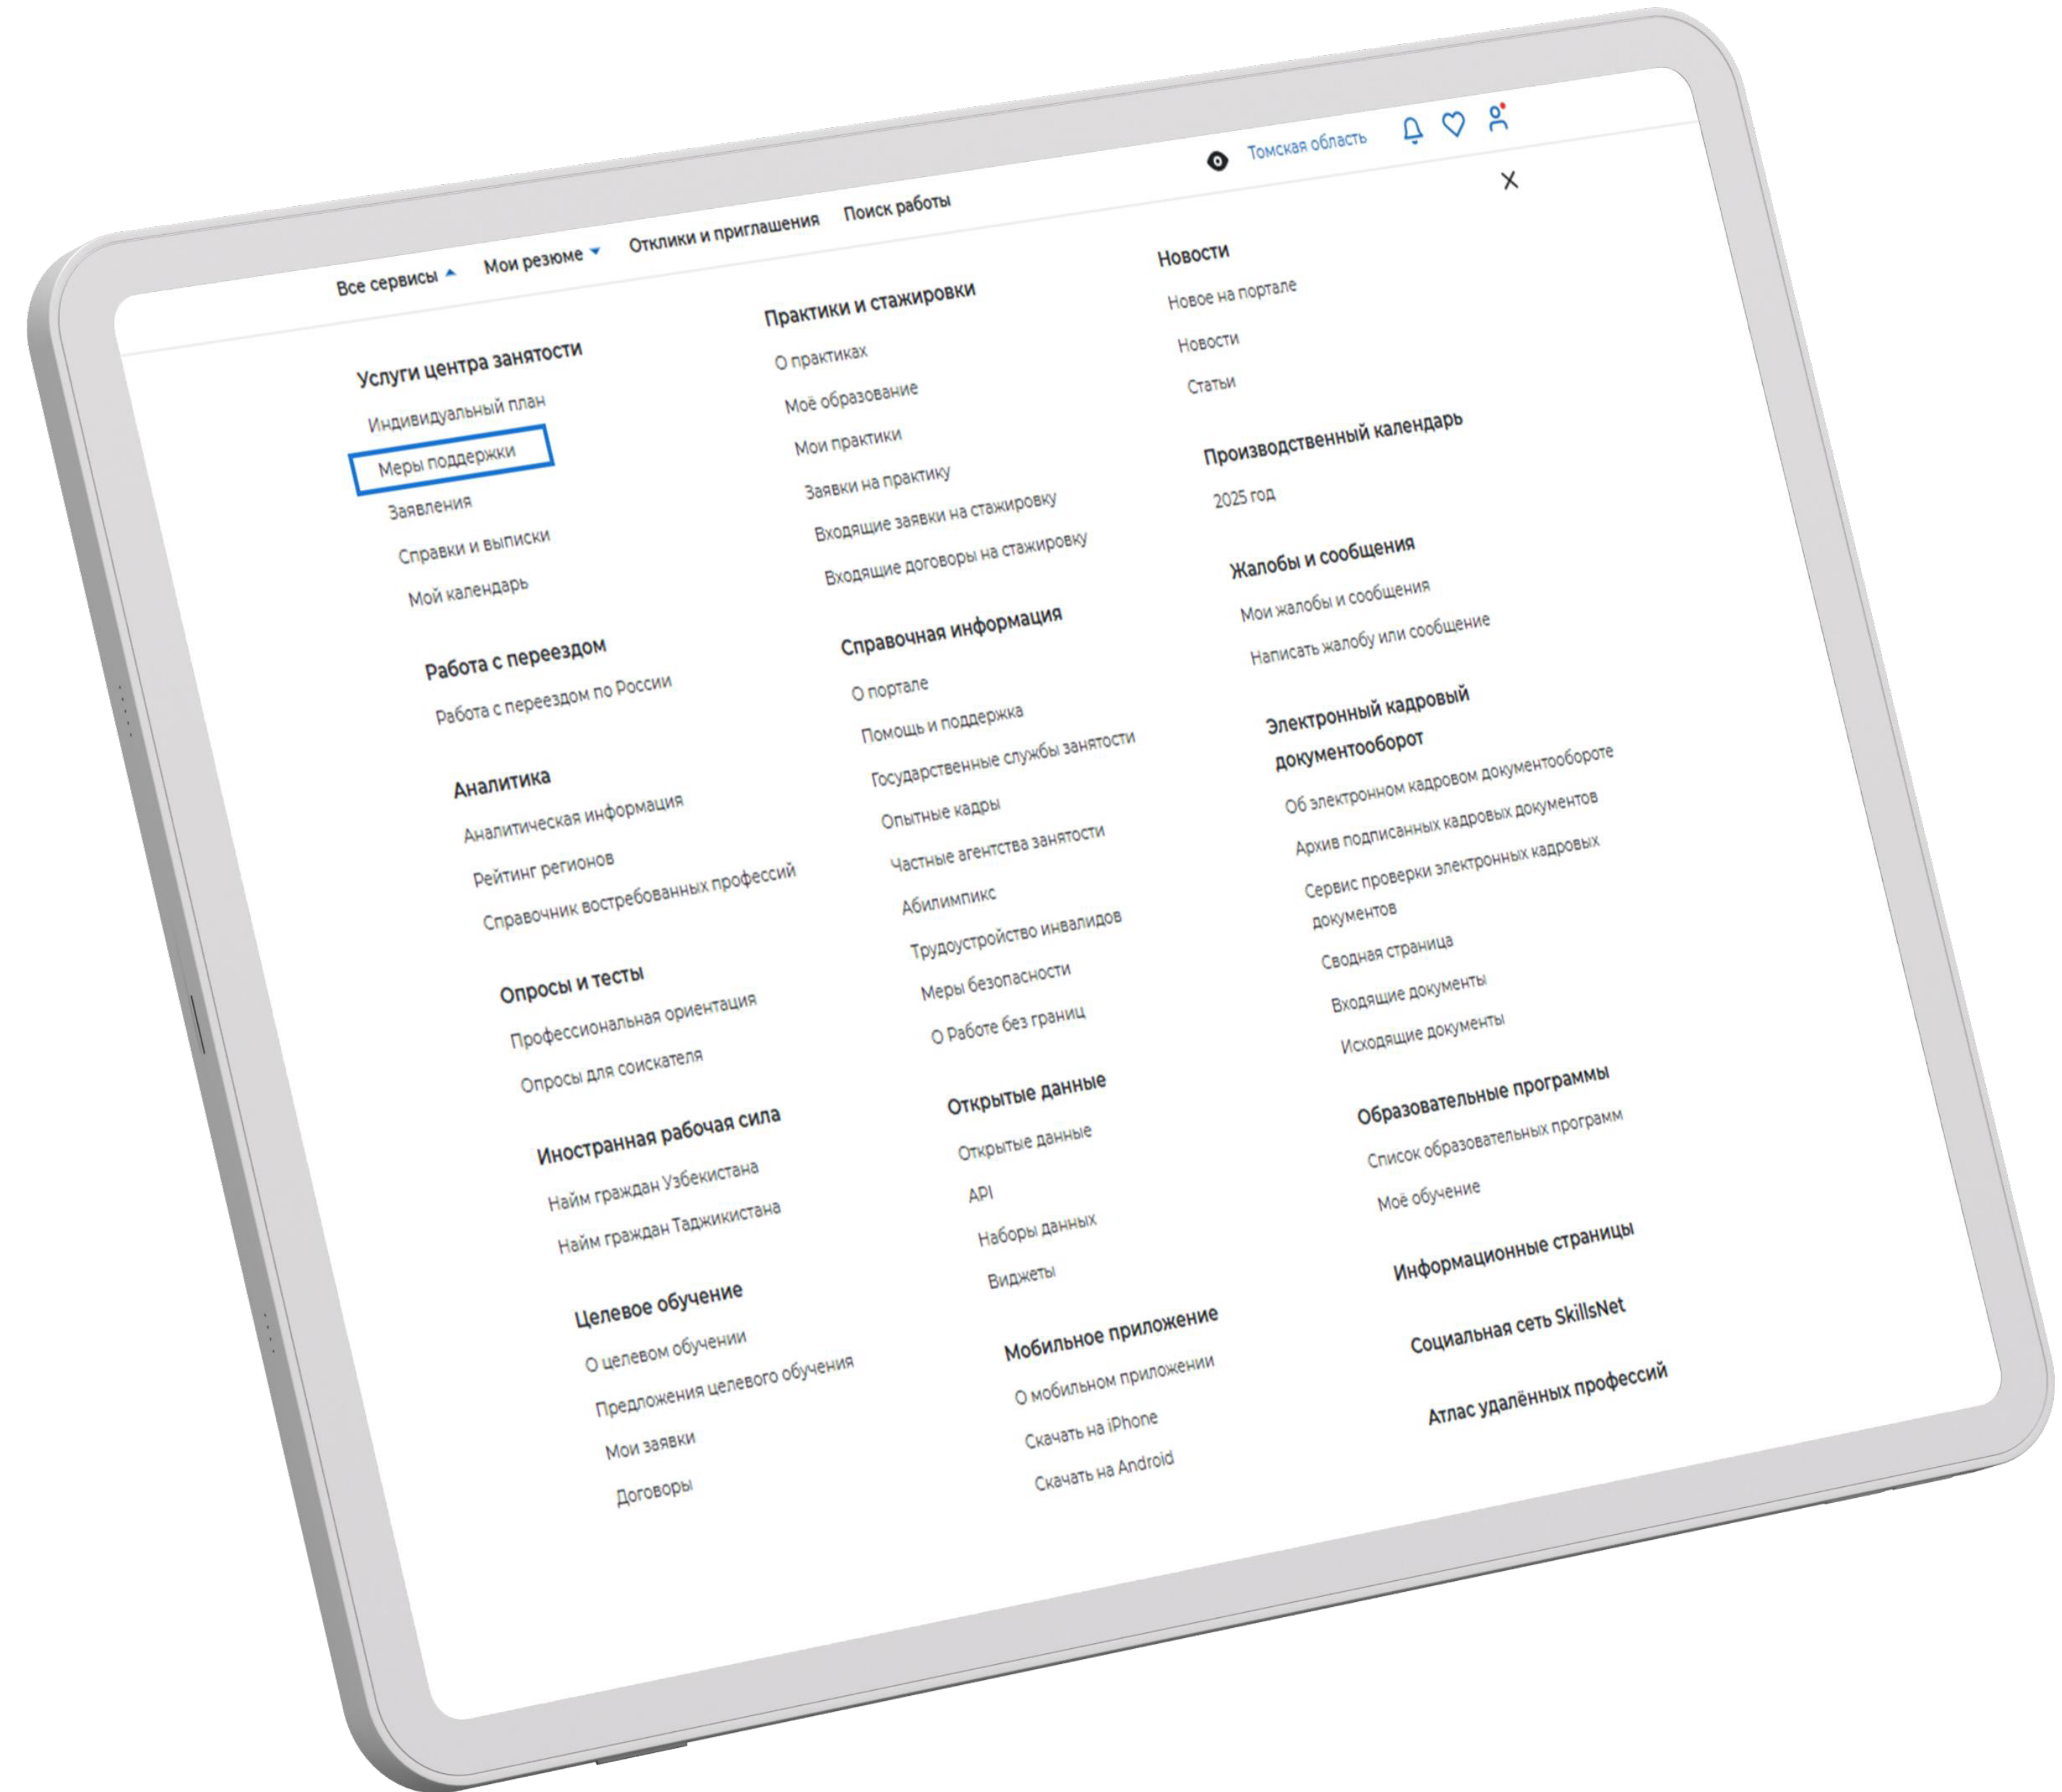 Все сервисы
Мои резюме
Отклики и приглашения
Поиск работы
Томская область
Услуги центра занятости
Индивидуальный план
Меры поддержки
Заявления
Справки и выписки
Мой календарь
Работа с переездом
Работа с переездом по России
Аналитика
Аналитическая информация
Рейтинг регионов
Справочник востребованных профессий
Опросы и тесты
Профессиональная ориентация
Опросы для соискателя
Иностранная рабочая сила
Найм граждан Узбекистана
Найм граждан Таджикистана
Целевое обучение
О целевом обучении
Предложения целевого обучения
Мои заявки
Договоры
Практики и стажировки
О практиках
Моё образование
Мои практики
Заявки на практику
Входящие заявки на стажировку
Входящие договоры на стажировку
Справочная информация
О портале
Помощь и поддержка
Государственные службы занятости
Опытные кадры
Частные агентства занятости
Абилимпикс
Трудоустройство инвалидов
Меры безопасности
О Работе без границ
Открытые данные
Открытые данные
API
Наборы данных
Виджеты
Мобильное приложение
О мобильном приложении
Скачать на iPhone
Скачать на Android
Новости
Новое на портале
Новости
Статьи
Производственный календарь
2025 год
Жалобы и сообщения
Мои жалобы и сообщения
Написать жалобу или сообщение
Электронный кадровый
документооборот
Об электронном кадровом документообороте
Архив подписанных кадровых документов
Сервис проверки электронных кадровых
документов
Сводная страница
Входящие документы
Исходящие документы
Образовательные программы
Список образовательных программ
Моё обучение
Информационные страницы
Социальная сеть SkillsNet
Атлас удалённых профессий